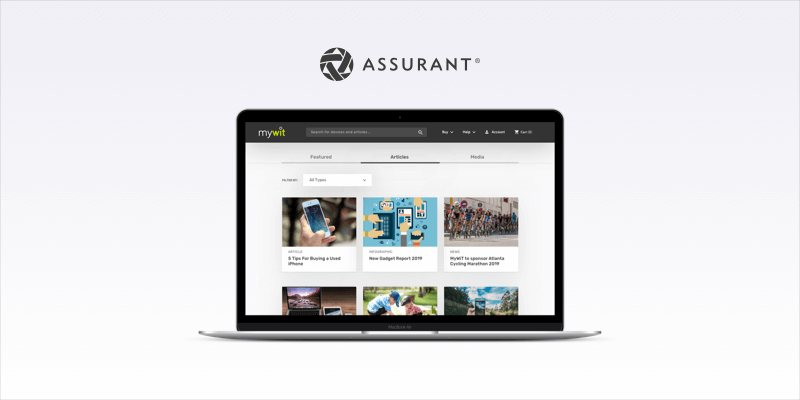 ASSURANT®
mywit
Search for devices and articles...
Buy
Help
Account
Cart (0)
Featured
Articles
Media
FILTER BY:
All Types
ARTICLE
5 Tips For Buying a Used
iPhone
INFOGRAPHIC
New Gadget Report 2019
NEWS
MyWiT to sponsor Atlanta
Cycling Marathon 2019
MacBook Air